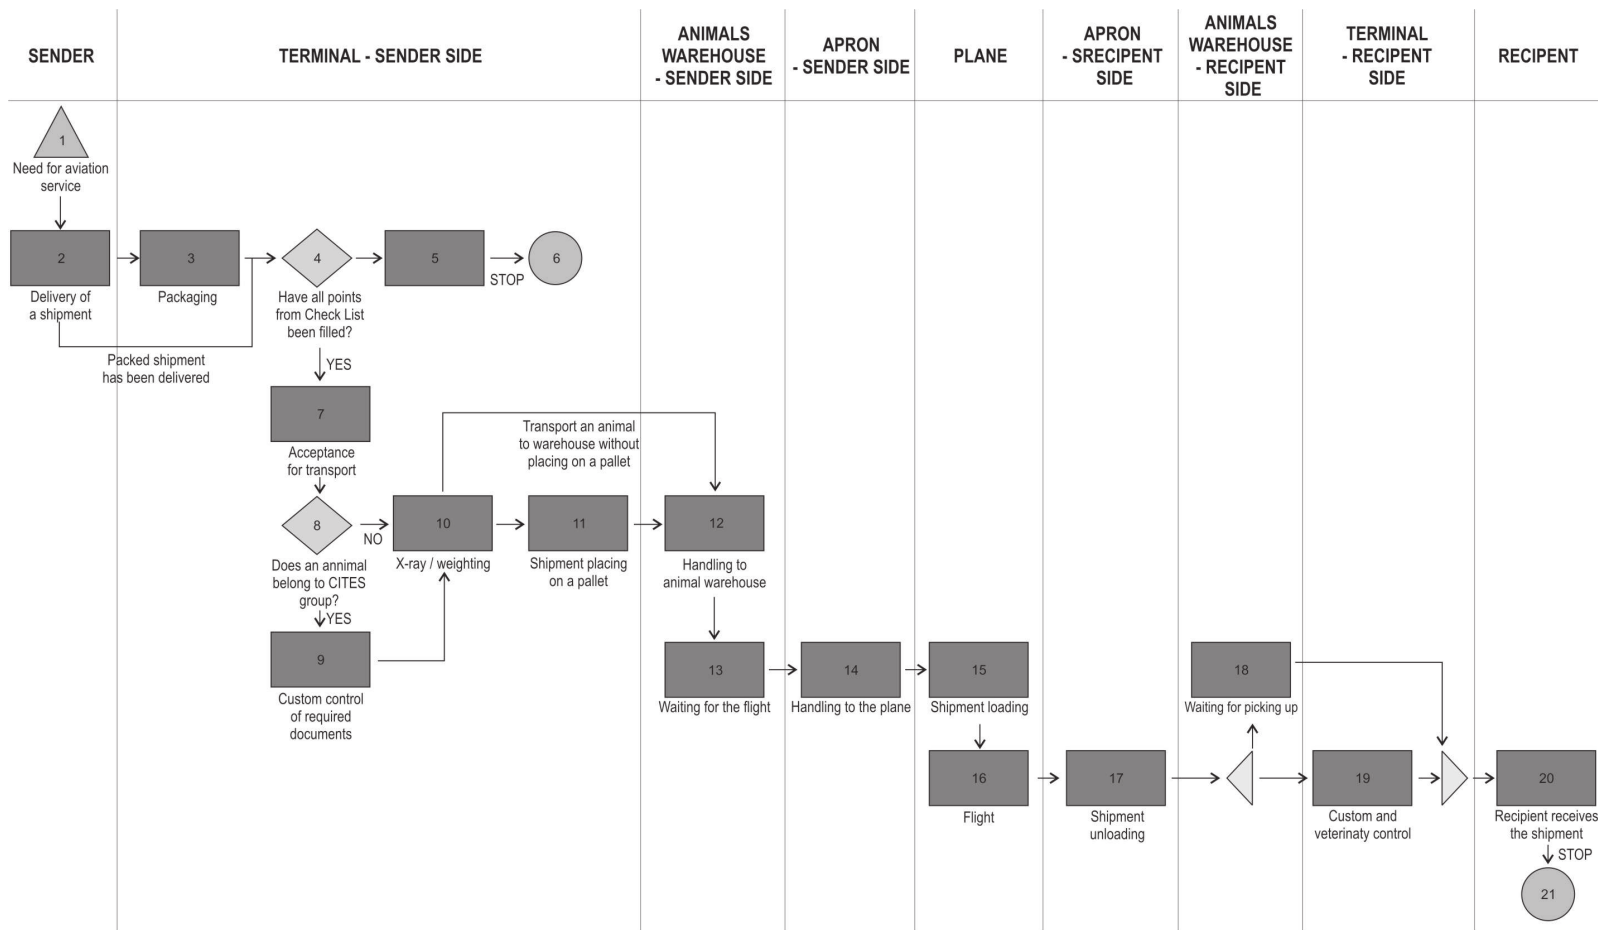 SENDER
TERMINAL - SENDER SIDE
ANIMALS
WAREHOUSE
- SENDER SIDE
APRON
- SENDER SIDE
PLANE
APRON
- SRECIPENT
SIDE
ANIMALS
WAREHOUSE
- RECIPENT
SIDE
TERMINAL
- RECIPENT
SIDE
RECIPENT
1
Need for aviation
service
2
Delivery of
a shipment
3
Packaging
4
Have all points
from Check List
been filled?
5
STOP
6
Packed shipment
has been delivered
YES
7
Acceptance
for transport
8
NO
Does an annimal
belong to CITES
group?
YES
9
Custom control
of required
documents
10
X-ray / weighting
Transport an animal
to warehouse without
placing on a pallet
11
Shipment placing
on a pallet
12
Handling to
animal warehouse
13
Waiting for the flight
14
Handling to the plane
15
Shipment loading
16
Flight
17
Shipment
unloading
18
Waiting for picking up
19
Custom and
veterinaty control
20
Recipient receives
the shipment
STOP
21